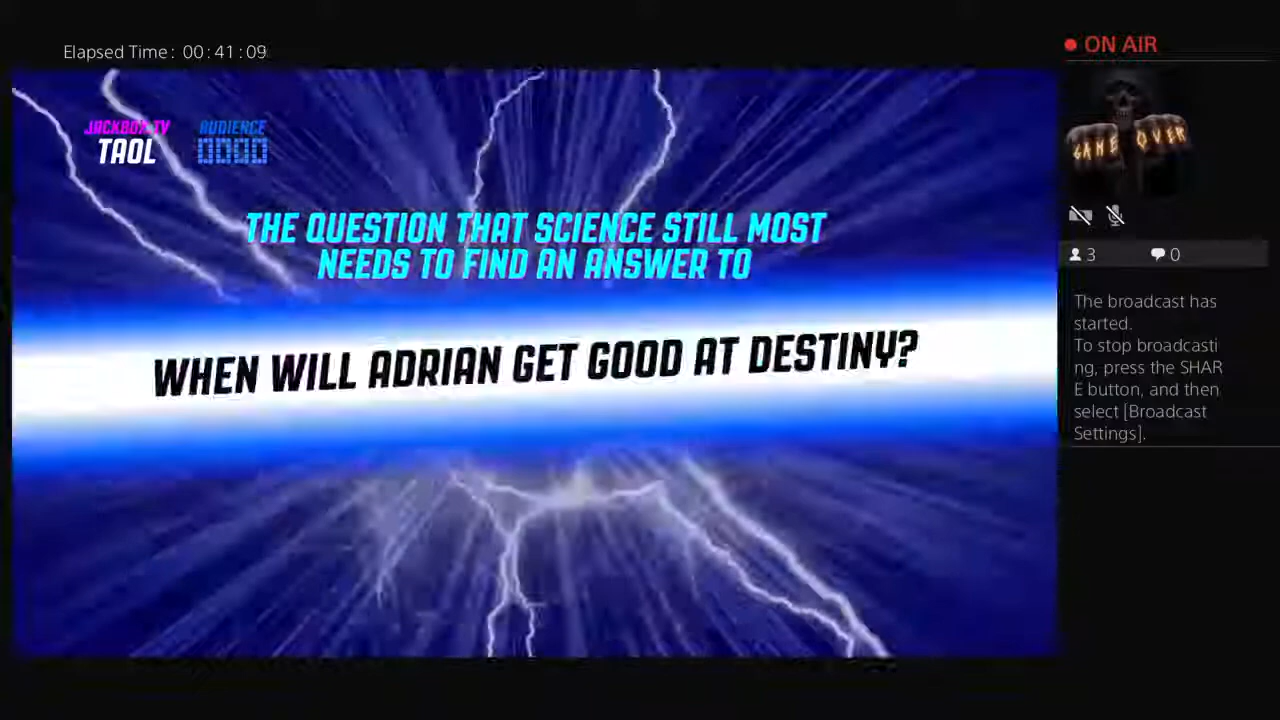 Elapsed Time: 00:41:09
ON AIR
JACKBOX.TV
TAOL
AUDIENCE
GAME OVER
3
0
THE QUESTION THAT SCIENCE STILL MOST
NEEDS TO FIND AN ANSWER TO
WHEN WILL ADRIAN GET GOOD AT DESTINY?
The broadcast has
started.
To stop broadcasti
ng, press the SHAR
E button, and then
select [Broadcast
Settings].